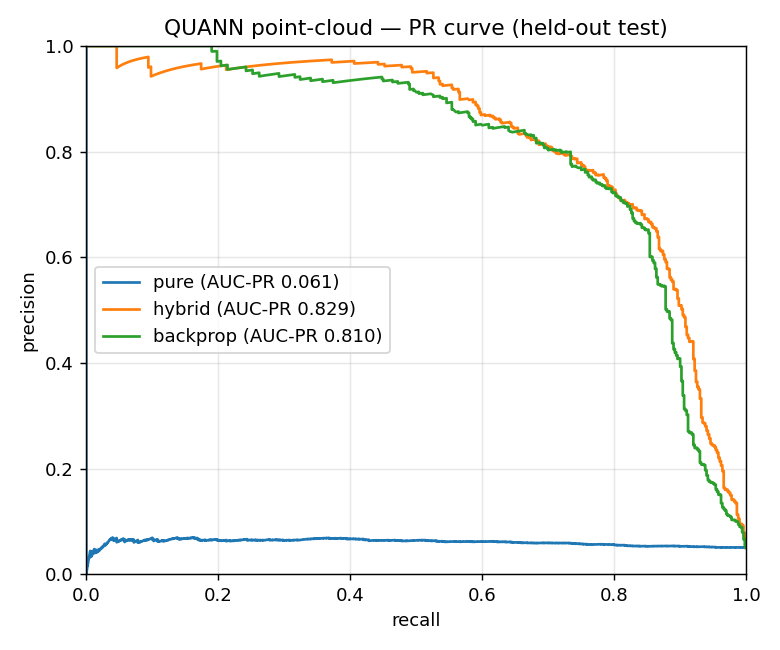 QUANN point-cloud — PR curve (held-out test)
1.0
0.8
0.6
0.4
0.2
0.0
precision
pure (AUC-PR 0.061)
hybrid (AUC-PR 0.829)
backprop (AUC-PR 0.810)
0.0 0.2 0.4 0.6 0.8 1.0
recall